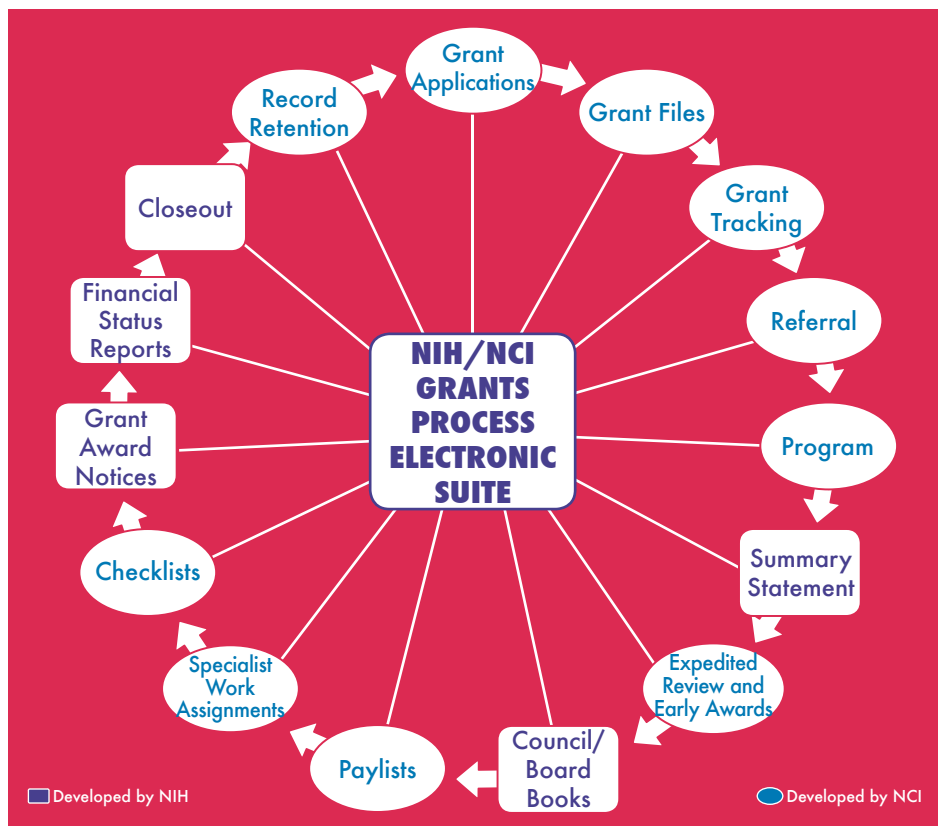 Grant
Applications
Grant Files
Grant
Tracking
Referral
Program
Summary
Statement
Expedited
Review and
Early Awards
Council/
Board
Books
Paylists
Specialist
Work
Assignments
Checklists
Grant
Award
Notices
Financial
Status
Reports
Closeout
Record
Retention
NIH/NCI
GRANTS
PROCESS
ELECTRONIC
SUITE
Developed by NIH
Developed by NCI